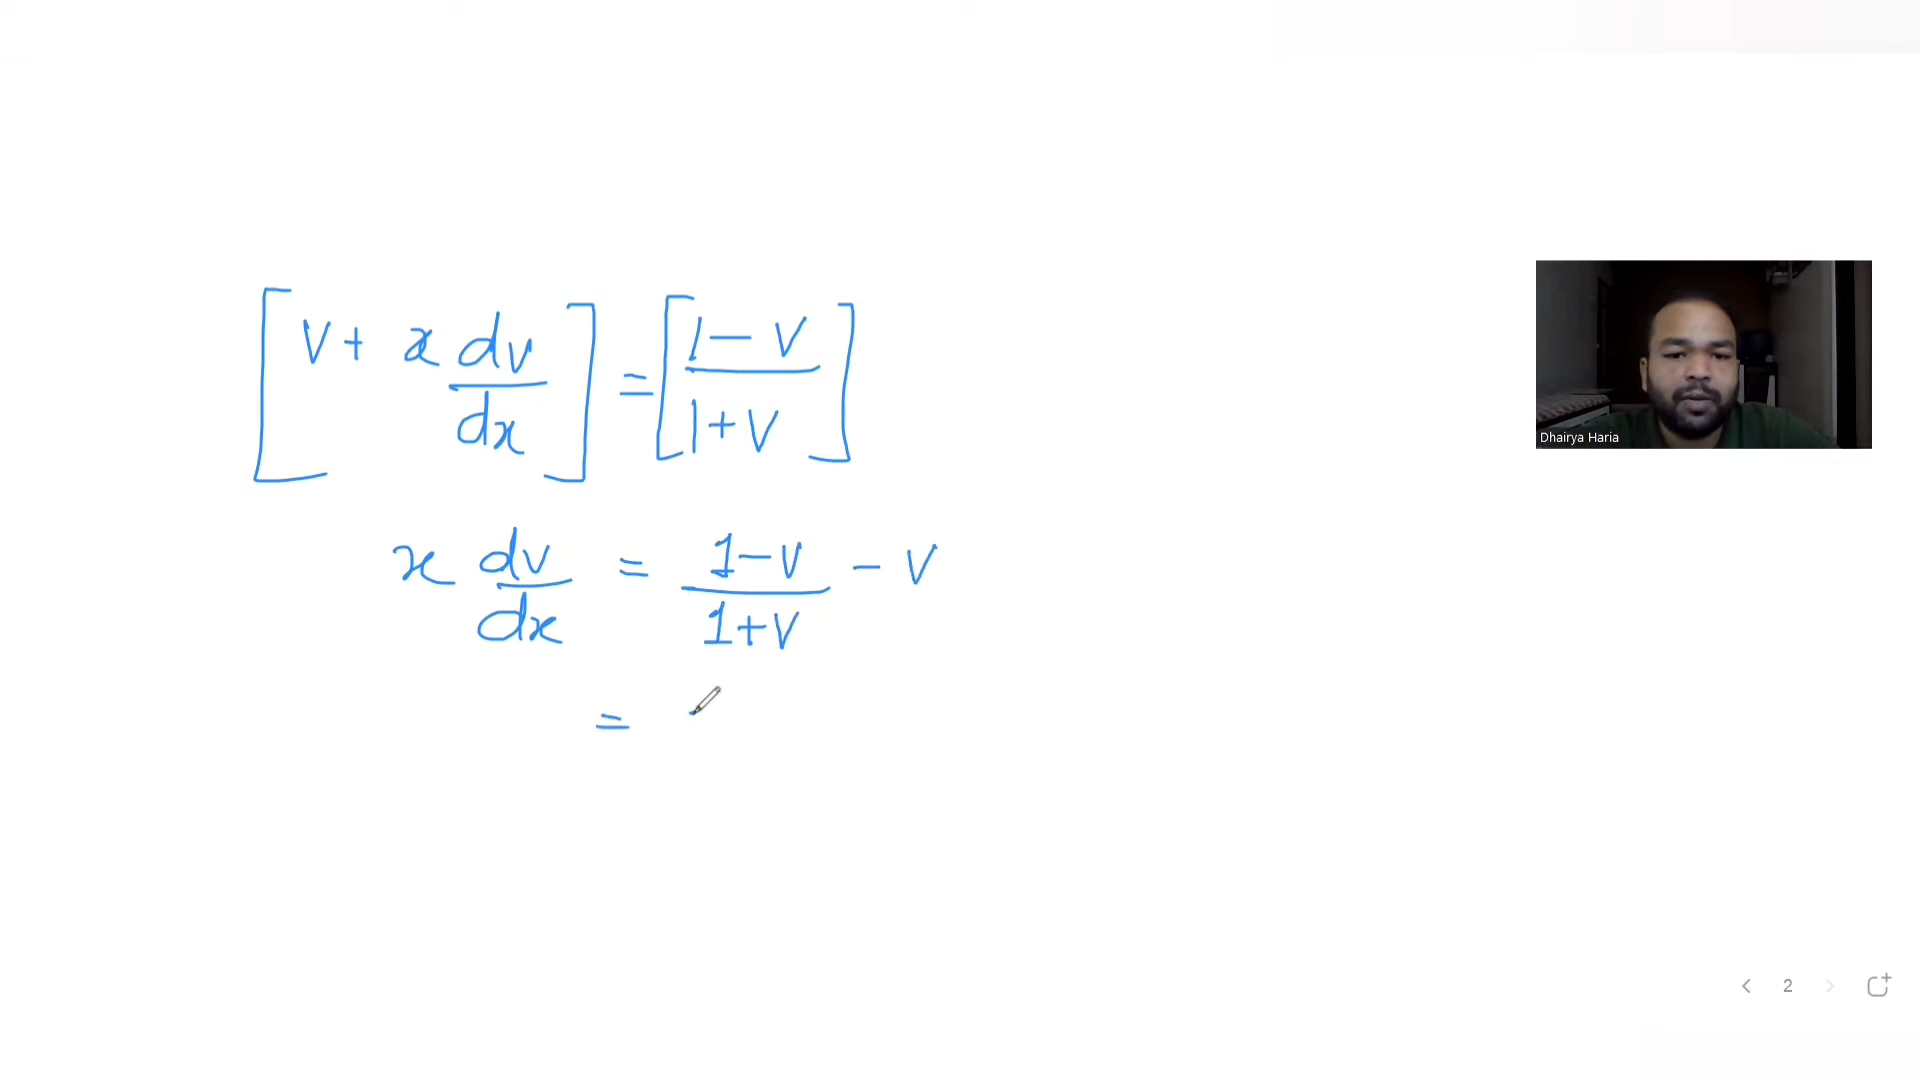 [v + x dv/dx] = [1 - v / 1 + v]
x dv/dx = 1 - v / 1 + v - v
=
Dhairya Haria
2